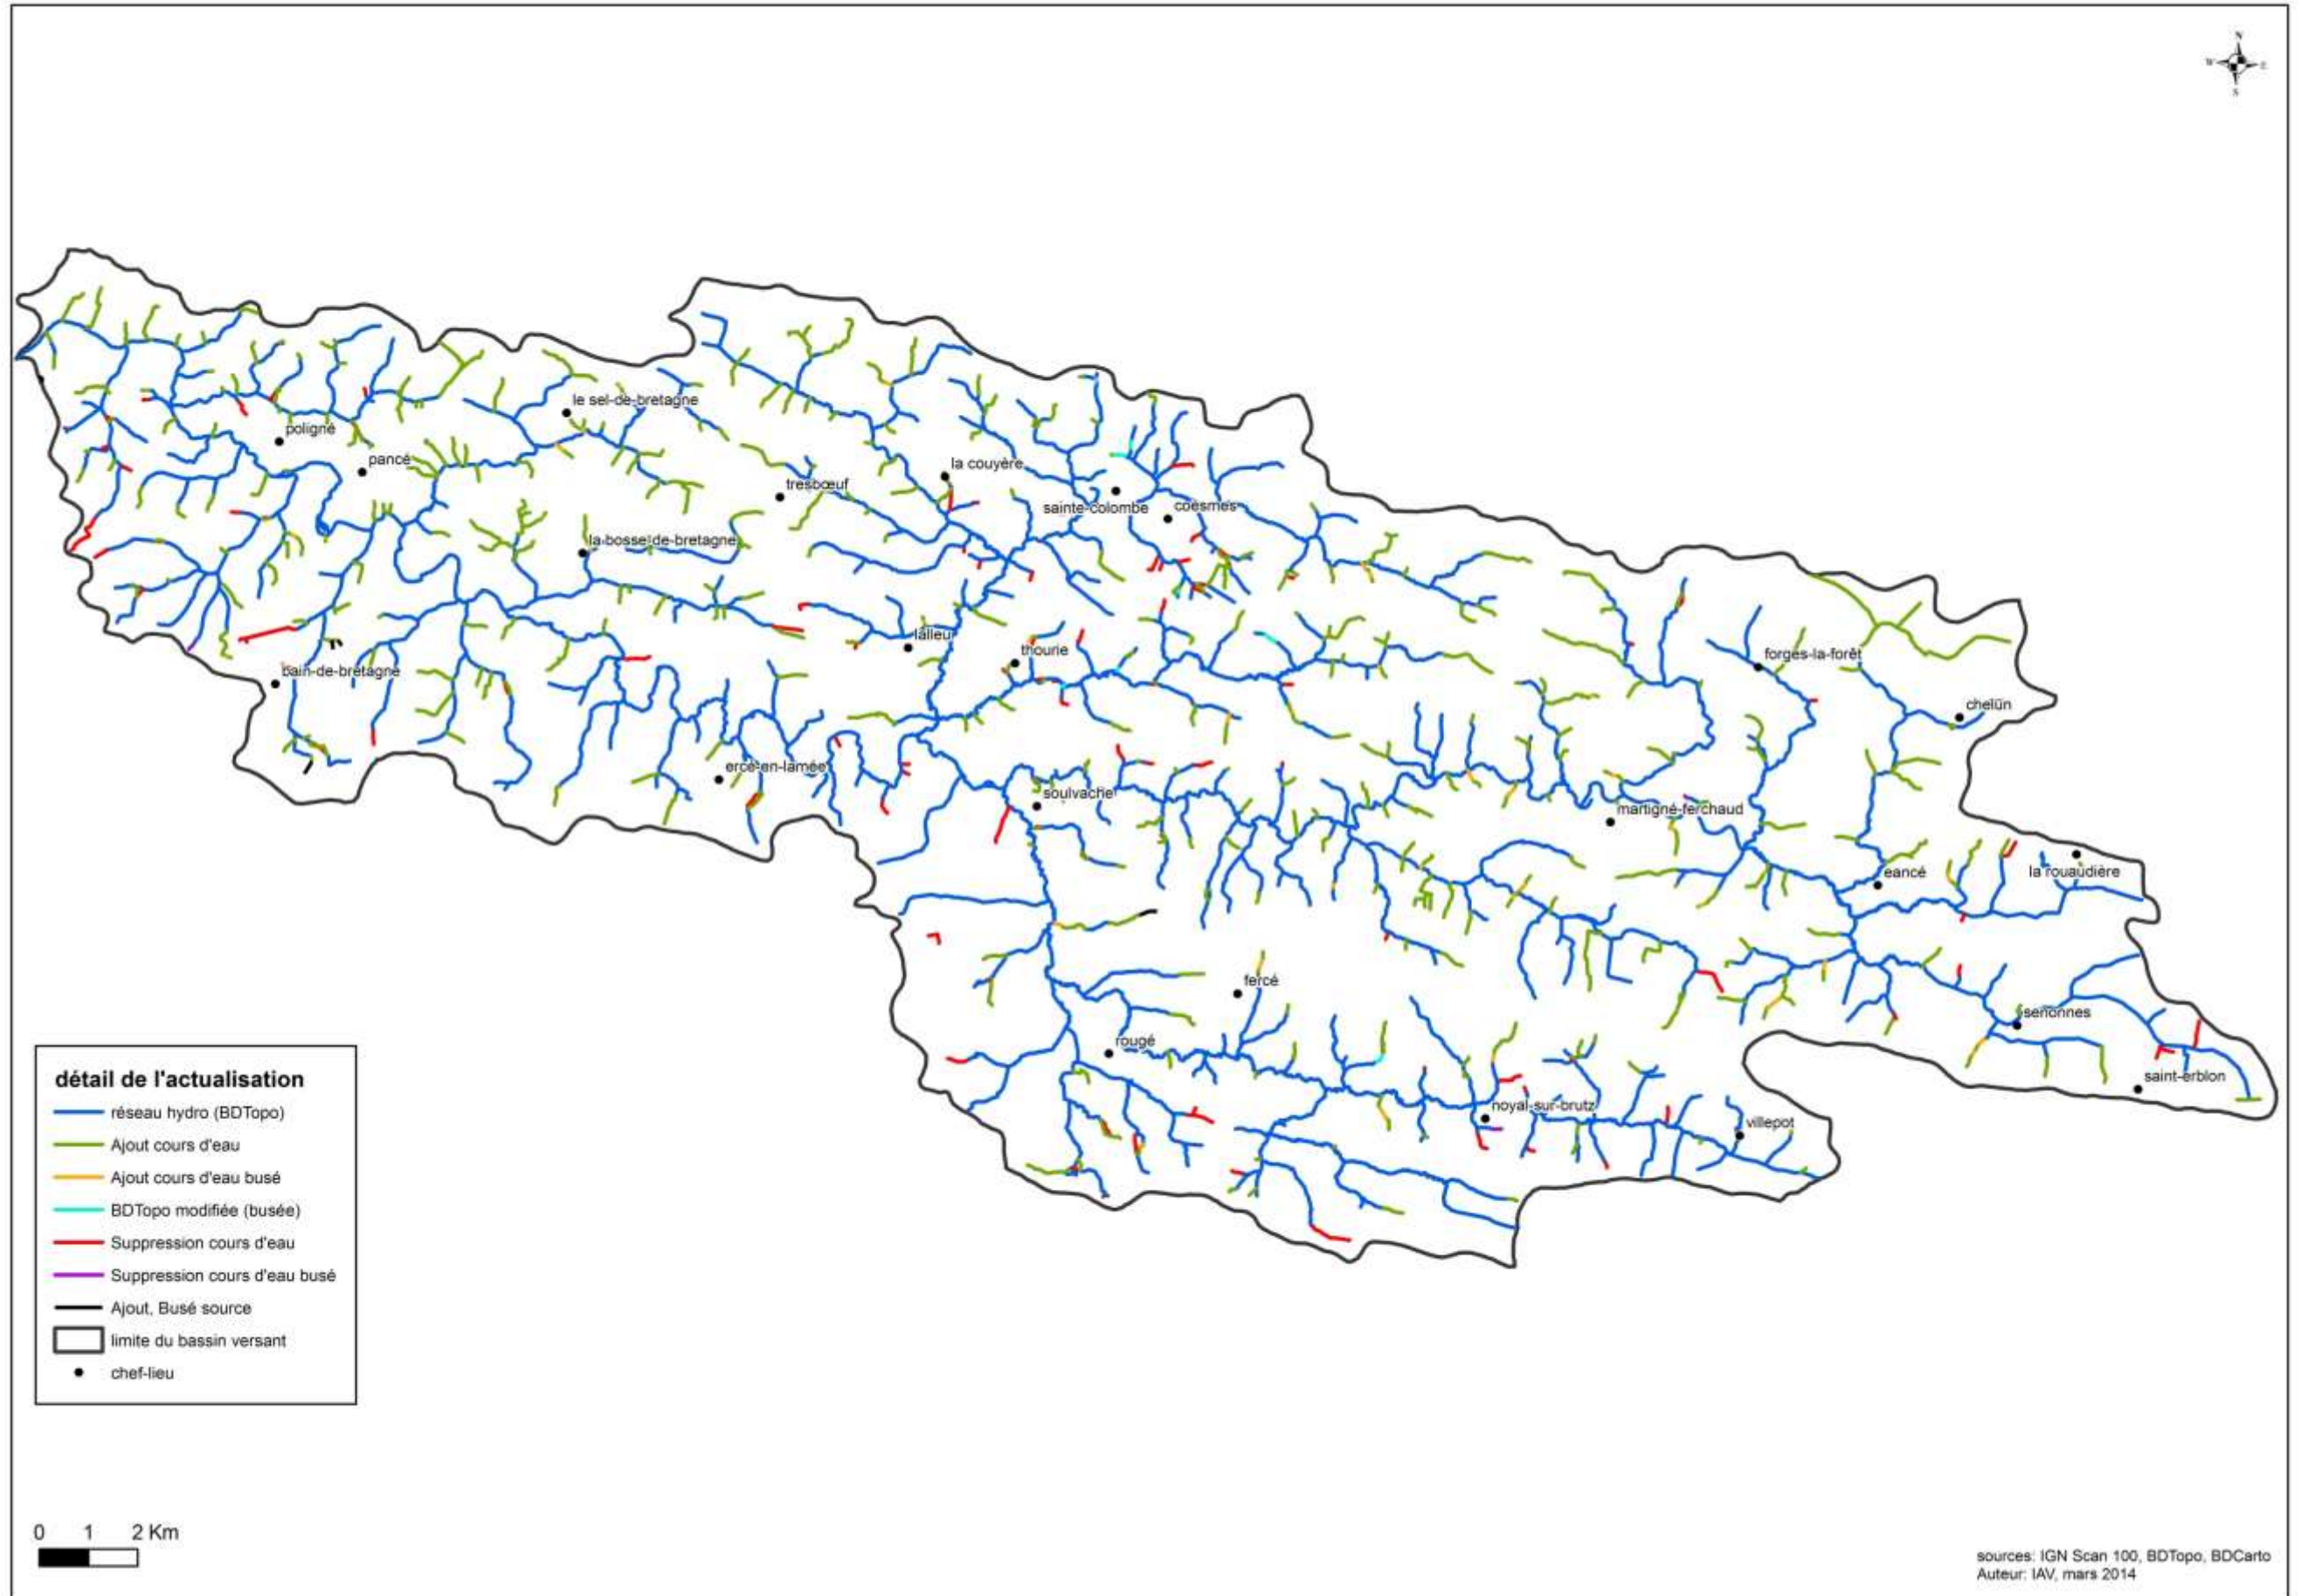 N
W E
S
le sel-de-bretagne
poligné
pancé
la couyère
tresbœuf
sainte-colombe
coësmes
la bosse de-bretagne
lalleu
thourie
forges-la-forêt
bain-de-bretagne
chelun
ercé-en-lamée
soulvache
martigné-ferchaud
eancé
la rouaudière
fercé
senonnes
rougé
saint-erblon
noyal-sur-brutz
villepot
détail de l'actualisation
réseau hydro (BDTopo)
Ajout cours d'eau
Ajout cours d'eau busé
BDTopo modifiée (busée)
Suppression cours d'eau
Suppression cours d'eau busé
Ajout, Busé source
limite du bassin versant
chef-lieu
0 1 2 Km
sources: IGN Scan 100, BDTopo, BDCarto
Auteur: IAV, mars 2014